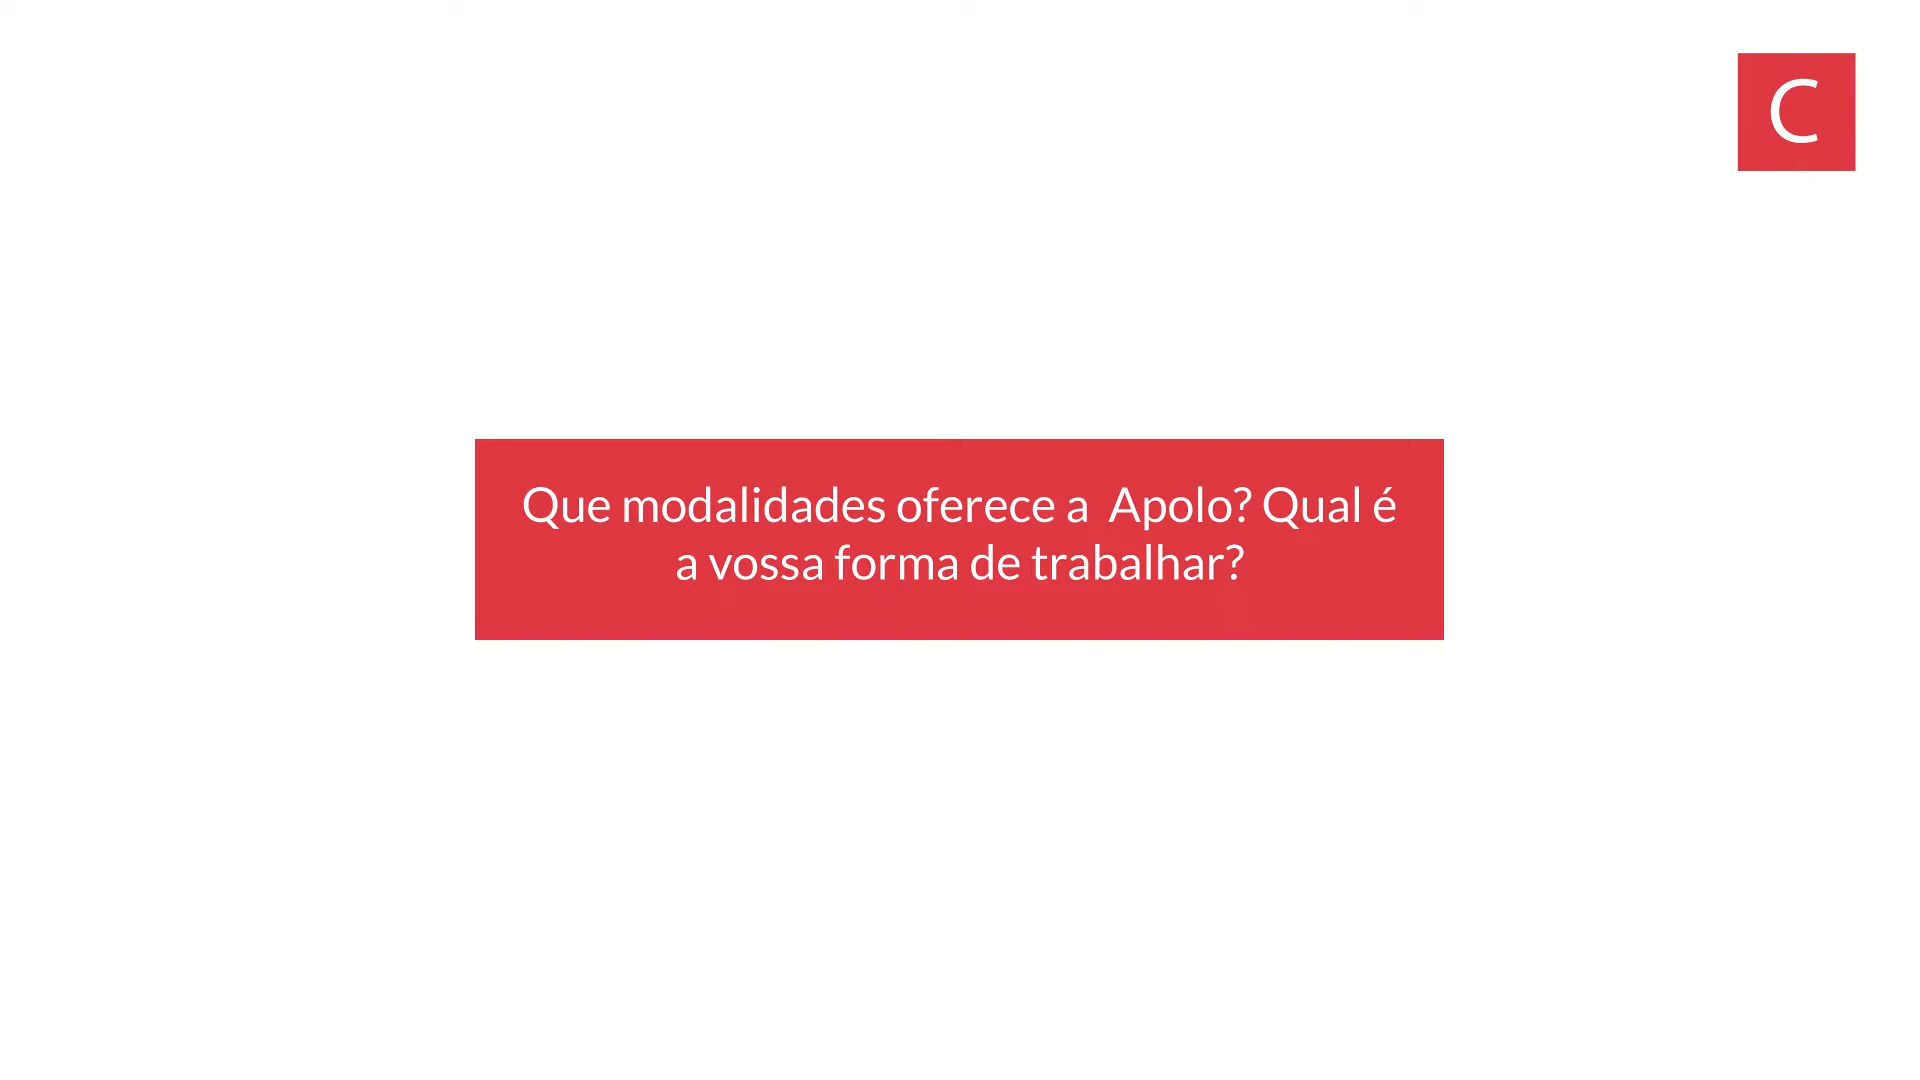 C
Que modalidades oferece a  Apolo? Qual é
a vossa forma de trabalhar?